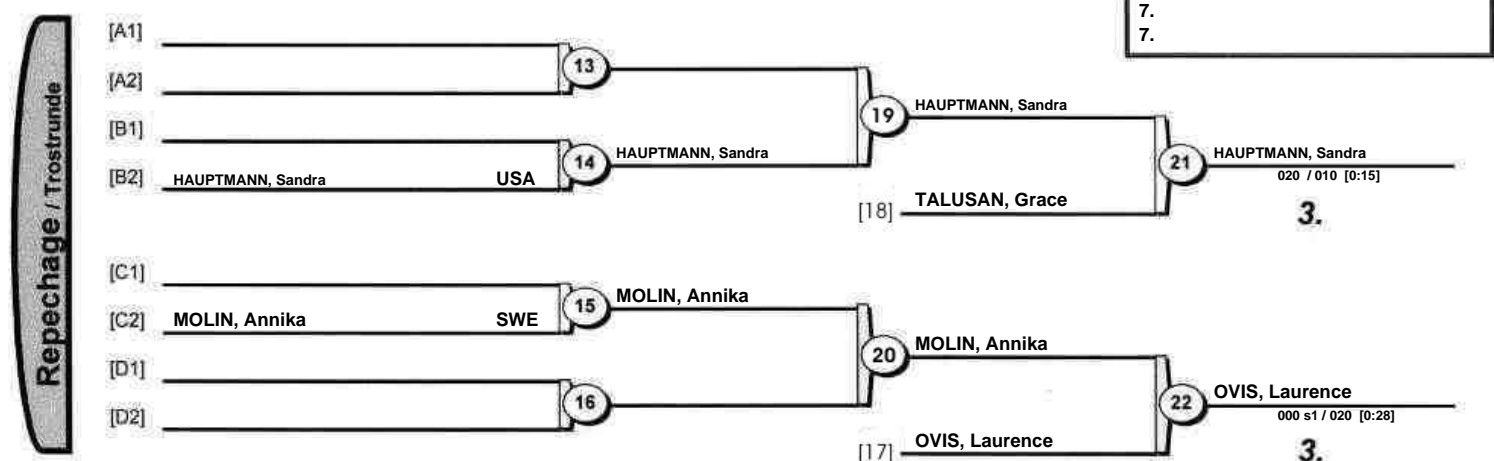 7.
7.
Repechage / Trostrunde
[A1]
[A2]
13
[B1]
[B2] HAUPTMANN, Sandra USA
14
HAUPTMANN, Sandra
19
HAUPTMANN, Sandra
[18] TALUSAN, Grace
21
HAUPTMANN, Sandra
020 / 010 [0:15]
3.
[C1]
[C2] MOLIN, Annika SWE
15
MOLIN, Annika
[D1]
[D2]
16
20
MOLIN, Annika
[17] OVIS, Laurence
22
OVIS, Laurence
000 s1 / 020 [0:28]
3.